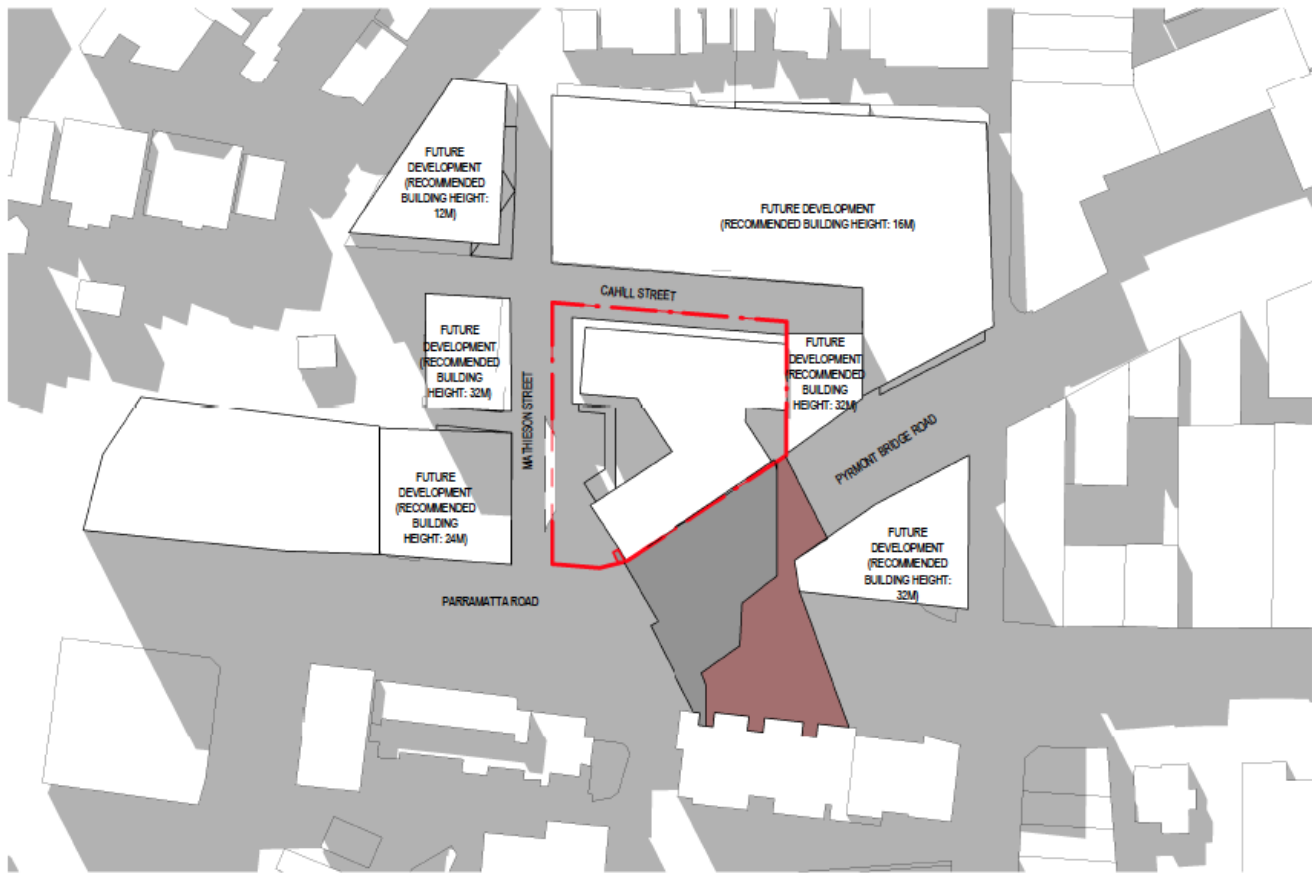 FUTURE
DEVELOPMENT
(RECOMMENDED
BUILDING HEIGHT:
12M)
FUTURE DEVELOPMENT
(RECOMMENDED BUILDING HEIGHT: 16M)
CAHILL STREET
FUTURE
DEVELOPMENT
(RECOMMENDED
BUILDING
HEIGHT: 32M)
MATHIESON STREET
FUTURE
DEVELOPMENT
(RECOMMENDED
BUILDING
HEIGHT: 32M)
PYRMONT BRIDGE ROAD
FUTURE
DEVELOPMENT
(RECOMMENDED
BUILDING
HEIGHT: 24M)
FUTURE
DEVELOPMENT
(RECOMMENDED
BUILDING HEIGHT:
32M)
PARRAMATTA ROAD